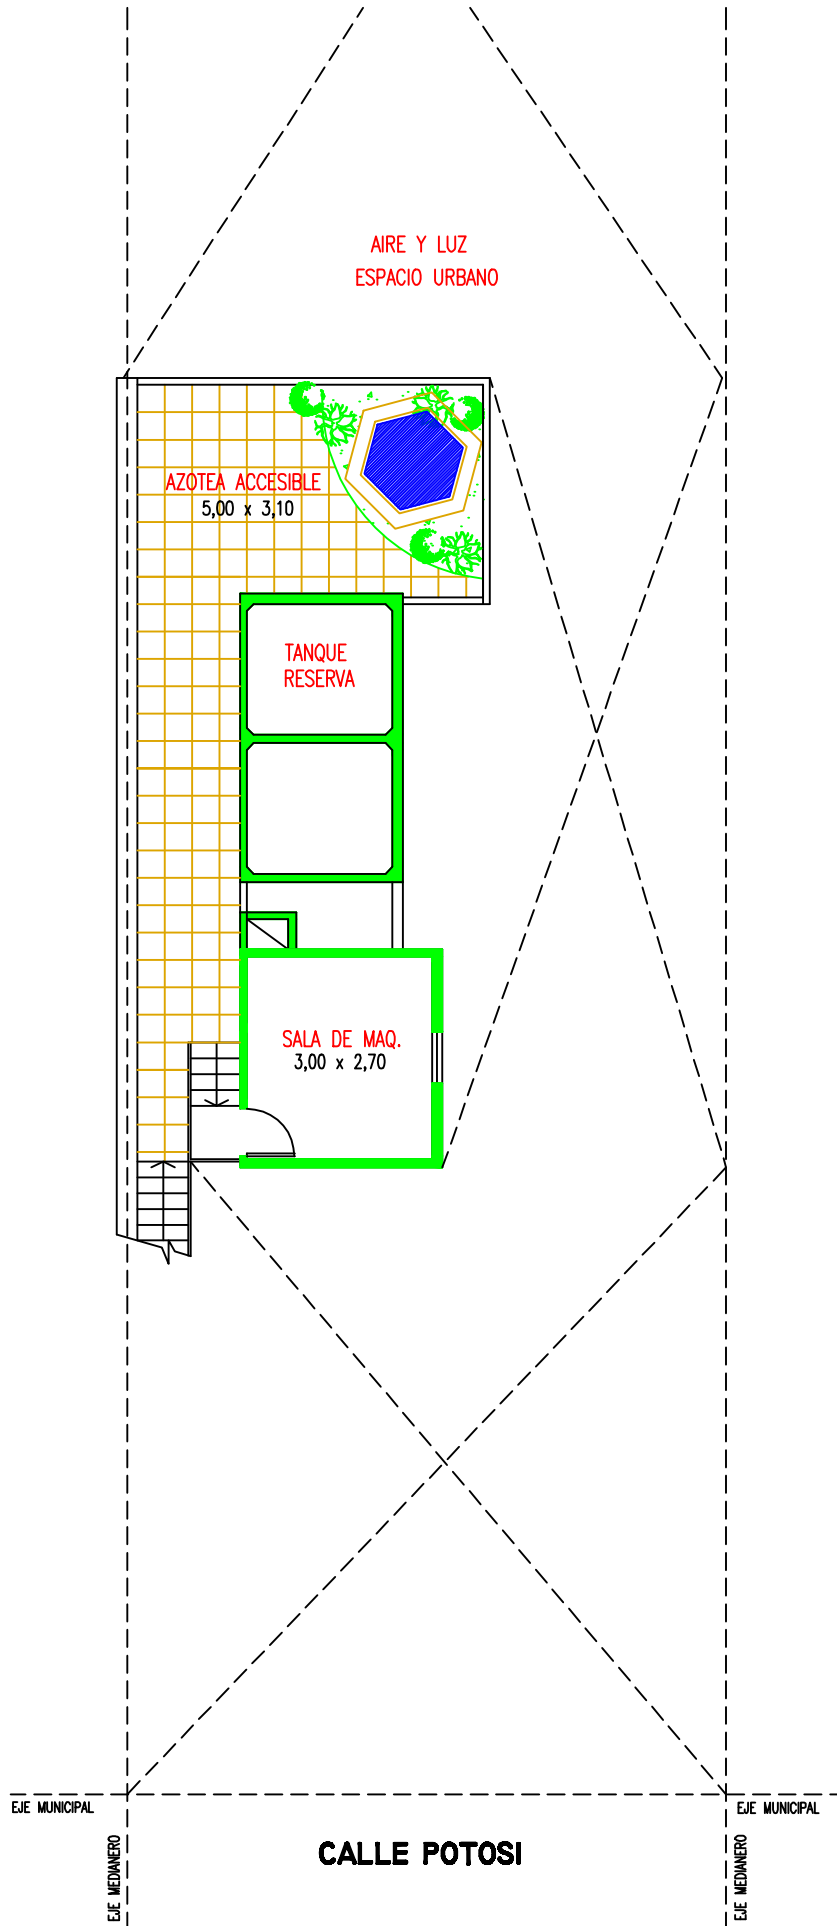 AIRE Y LUZ
ESPACIO URBANO
AZOTEA ACCESIBLE
5,00 x 3,10
TANQUE
RESERVA
SALA DE MAQ.
3,00 x 2,70
EJE MUNICIPAL
EJE MUNICIPAL
EJE MEDIANERO
CALLE POTOSI
EJE MEDIANERO